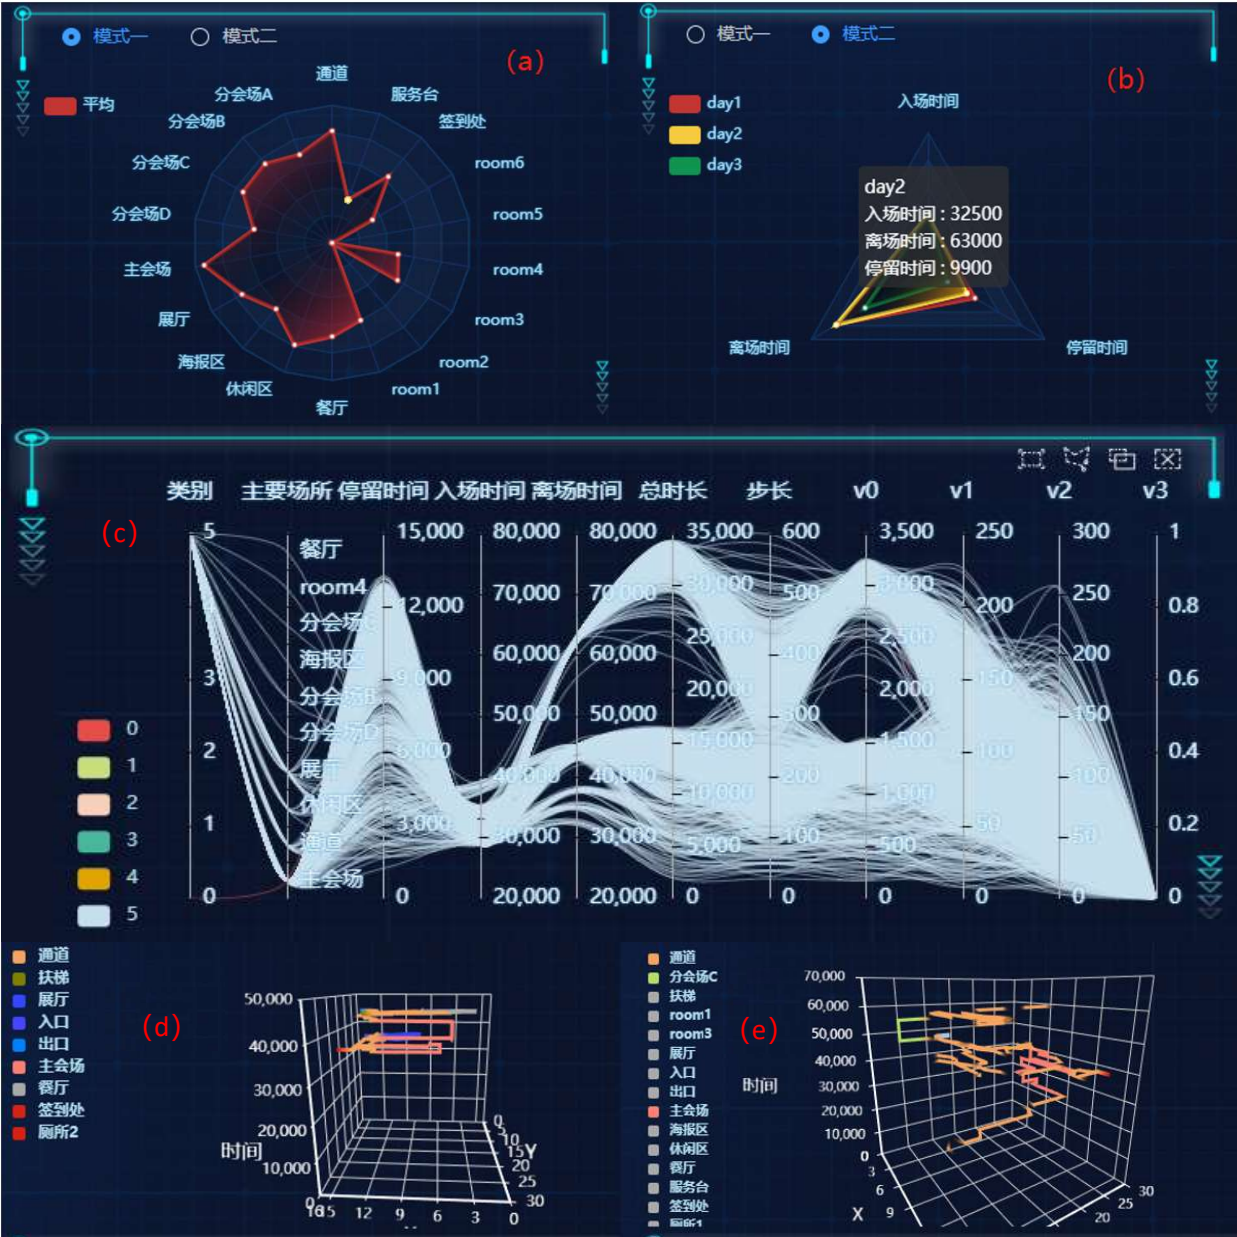 模式一
模式二
(a)
平均
通道
服务台
签到处
room6
room5
room4
room3
room2
room1
餐厅
休闲区
海报区
展厅
主会场
分会场D
分会场C
分会场B
分会场A
模式一
模式二
(b)
day1
day2
day3
入场时间
day2
入场时间 : 32500
离场时间 : 63000
停留时间 : 9900
离场时间
停留时间
(c)
类别 主要场所 停留时间 入场时间 离场时间 总时长 步长 v0 v1 v2 v3
5
3
2
1
0
餐厅
room4
分会场C
海报区
分会场B
分会场D
展厅
休闲区
通道
主会场
15,000
12,000
9,000
6,000
3,000
0
80,000
70,000
60,000
50,000
40,000
30,000
20,000
80,000
70,000
60,000
50,000
40,000
30,000
20,000
35,000
30,000
25,000
20,000
15,000
10,000
5,000
0
600
500
400
300
200
100
0
3,500
3,000
2,500
2,000
1,500
1,000
500
0
250
200
150
100
50
0
300
250
200
150
100
50
0
1
0.8
0.6
0.4
0.2
0
0
1
2
3
4
5
通道
扶梯
展厅
入口
出口
主会场
餐厅
签到处
厕所2
(d)
50,000
40,000
30,000
20,000
10,000
0
时间
15
12
9
6
3
0
0
10
15
20
25
30
Y
通道
分会场C
扶梯
room1
room3
展厅
入口
出口
主会场
海报区
休闲区
餐厅
服务台
签到处
厕所1
(e)
70,000
60,000
50,000
40,000
30,000
20,000
10,000
0
时间
3
6
9
X
20
25
30